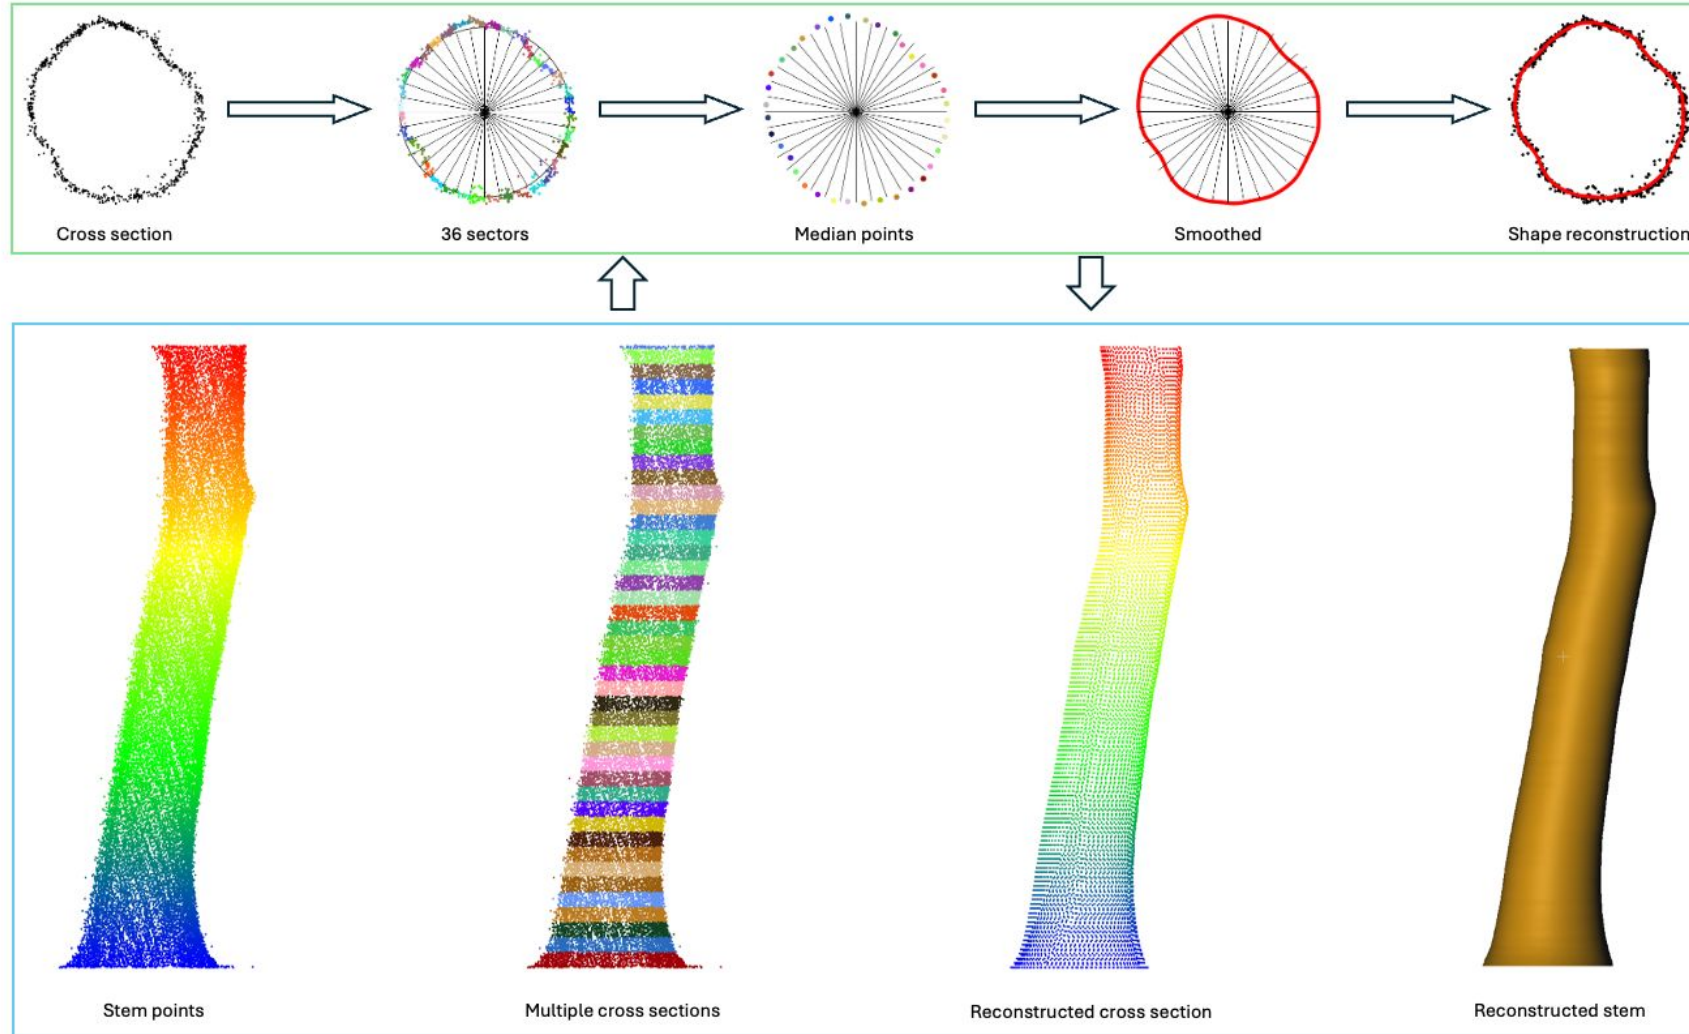 Cross section
36 sectors
Median points
Smoothed
Shape reconstruction
Stem points
Multiple cross sections
Reconstructed cross section
Reconstructed stem